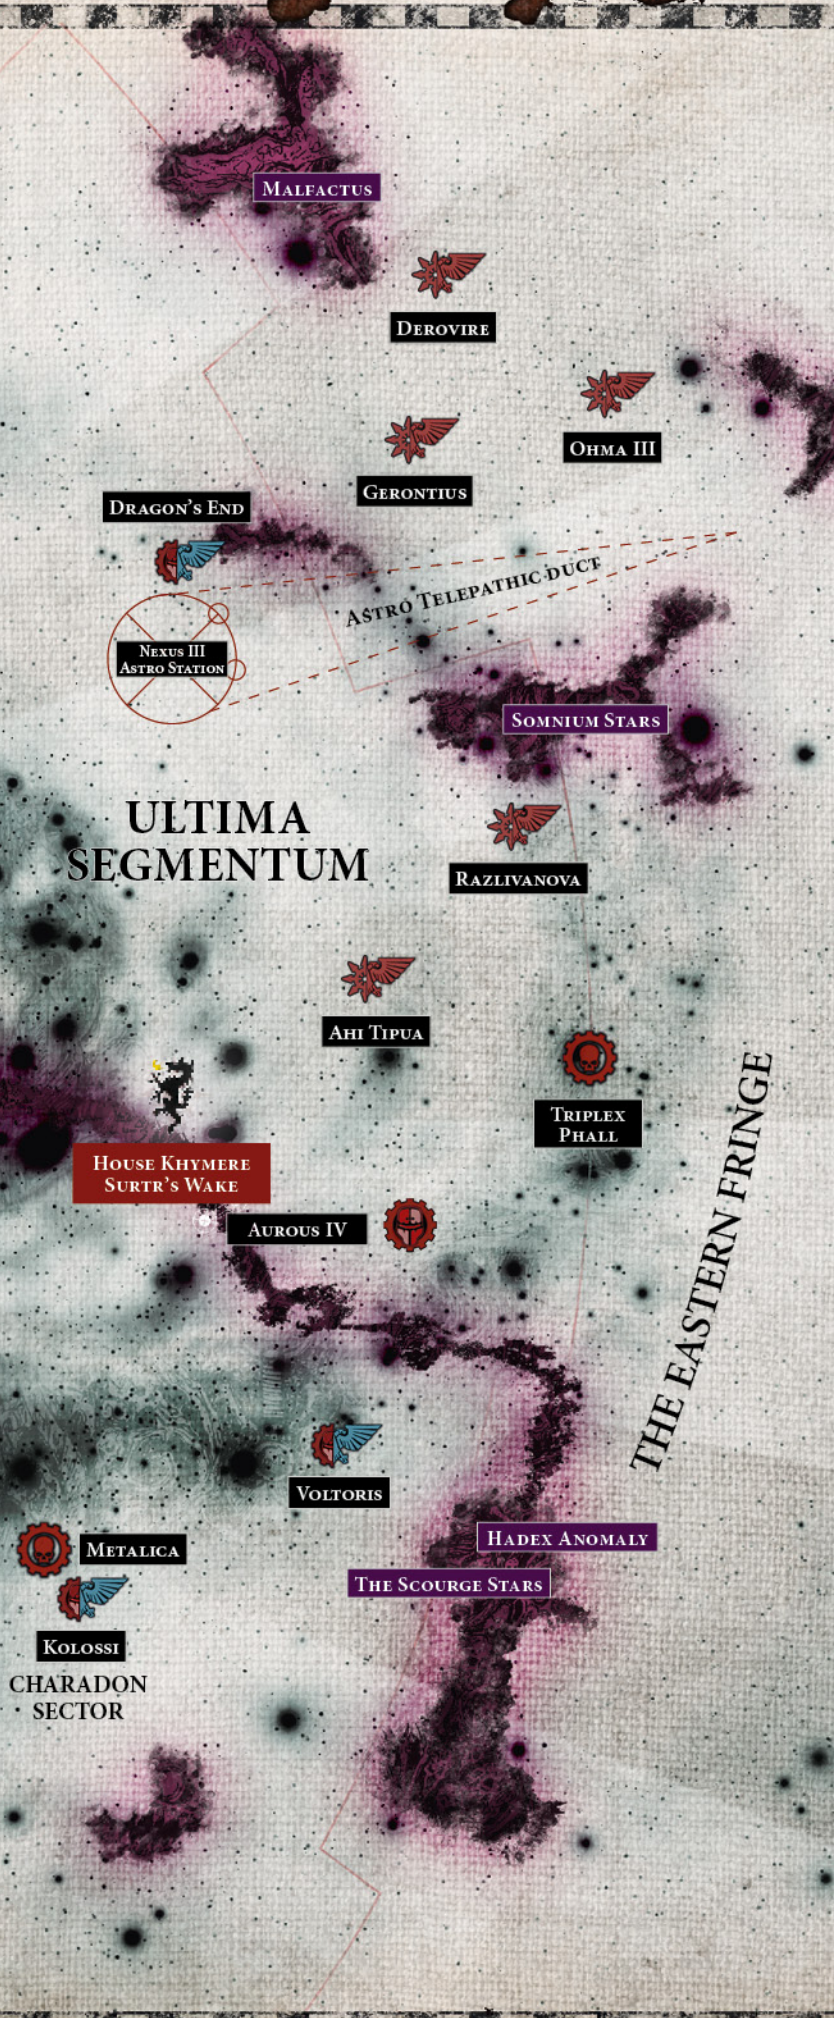 MALFACTUS
DEROVIRE
OHMA III
GERONTIUS
DRAGON'S END
ASTRO TELEPATHIC DUCT
NEXUS III
ASTRO STATION
SOMNIUM STARS
ULTIMA
SEGMENTUM
RAZLIVANOVA
AHI TIPUA
TRIPLEX
PHALL
THE EASTERN FRINGE
HOUSE KHYMERE
SURTR'S WAKE
AUROUS IV
VOLTORIS
HADEX ANOMALY
METALICA
THE SCOURGE STARS
KOLOSSI
CHARADON
SECTOR